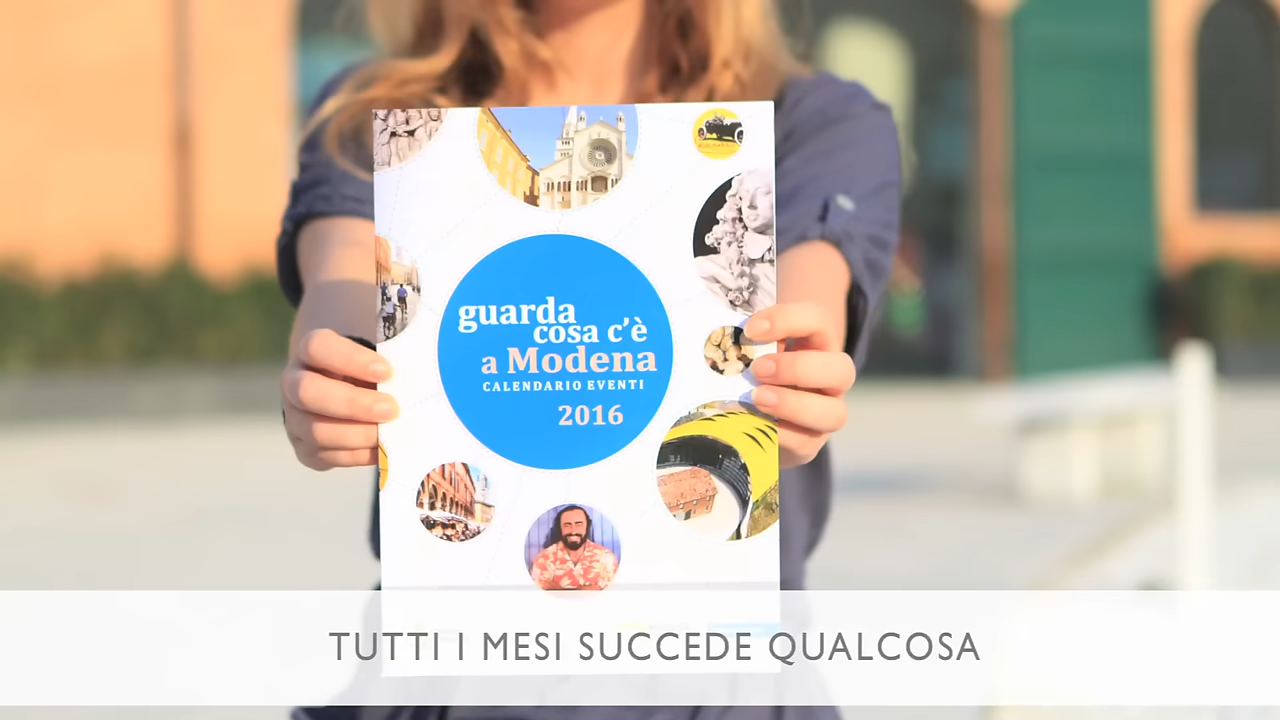 guarda
cosa c'è
a Modena
CALENDARIO EVENTI
2016
TUTTI I MESI SUCCEDE QUALCOSA